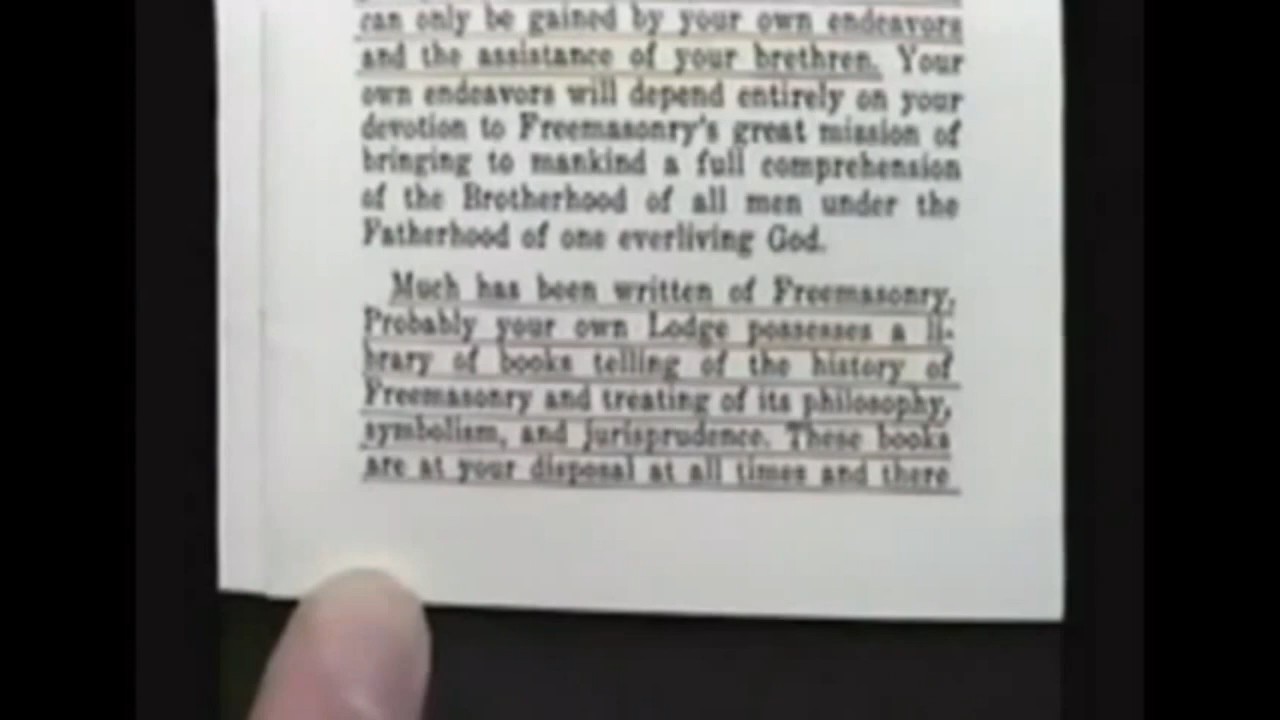 can only be gained by your own endeavors
and the assistance of your brethren. Your
own endeavors will depend entirely on your
devotion to Freemasonry's great mission of
bringing to mankind a full comprehension
of the Brotherhood of all men under the
Fatherhood of one everliving God.
Much has been written of Freemasonry.
Probably your own Lodge possesses a li-
brary of books telling of the history of
Freemasonry and treating of its philosophy,
symbolism, and jurisprudence. These books
are at your disposal at all times and there